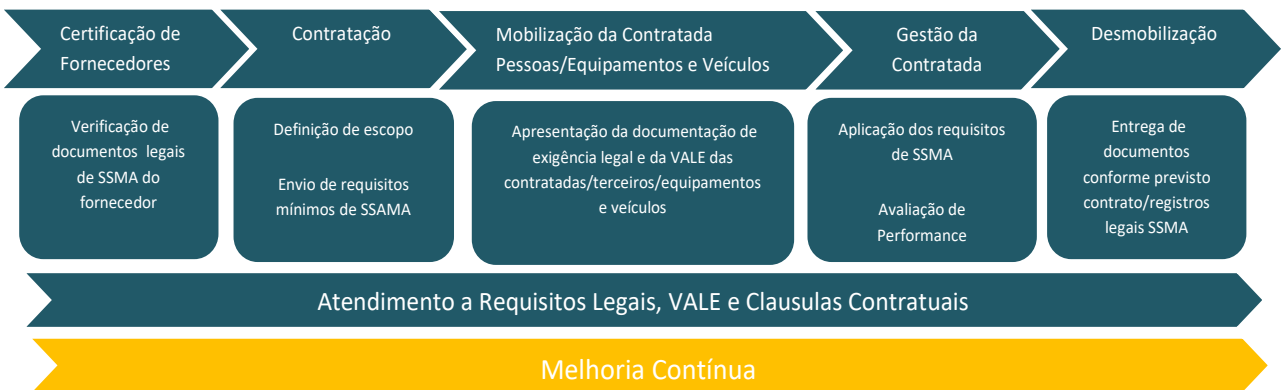 Certificação de
Fornecedores
Contratação
Mobilização da Contratada
Pessoas/Equipamentos e Veículos
Gestão da
Contratada
Desmobilização
Verificação de
documentos legais
de SSMA do
fornecedor
Definição de escopo
Envio de requisitos
mínimos de SSAMA
Apresentação da documentação de
exigência legal e da VALE das
contratadas/terceiros/equipamentos
e veículos
Aplicação dos requisitos
de SSMA
Avaliação de
Performance
Entrega de
documentos
conforme previsto
contrato/registros
legais SSMA
Atendimento a Requisitos Legais, VALE e Clausulas Contratuais
Melhoria Contínua